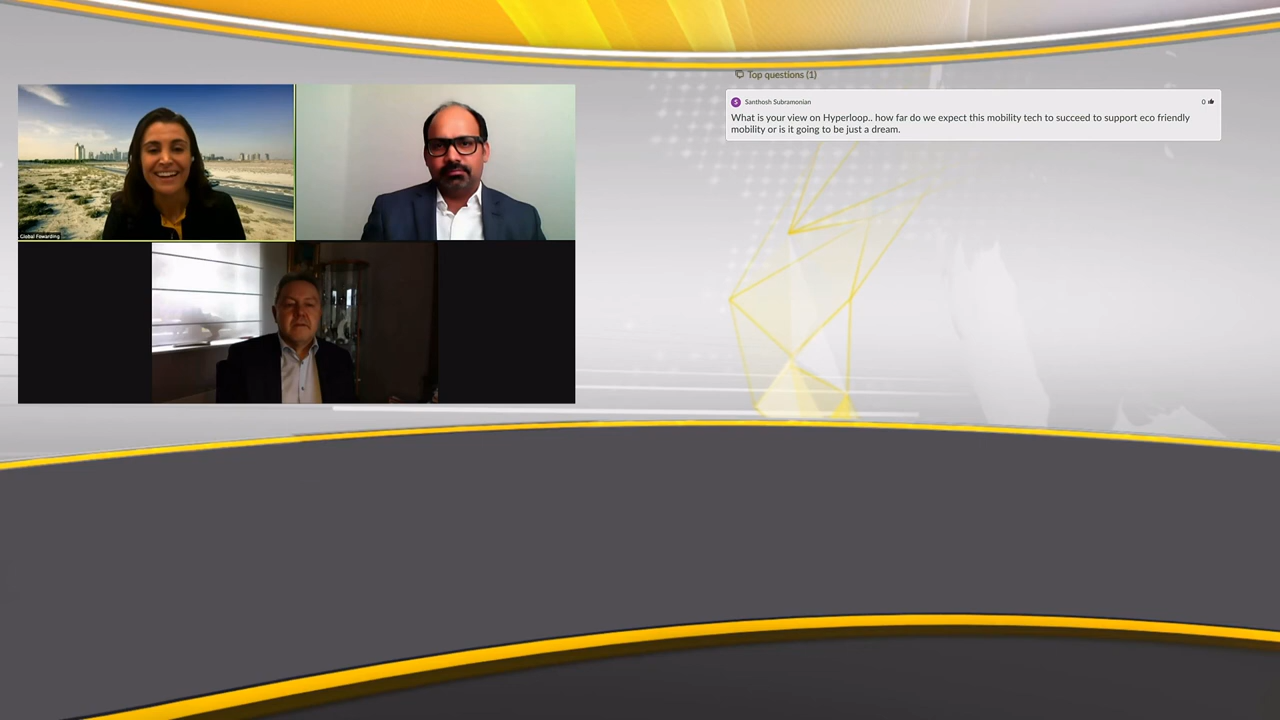 Top questions (1)
S Santhosh Subramonian 0
What is your view on Hyperloop.. how far do we expect this mobility tech to succeed to support eco friendly
mobility or is it going to be just a dream.
Global Fowarding